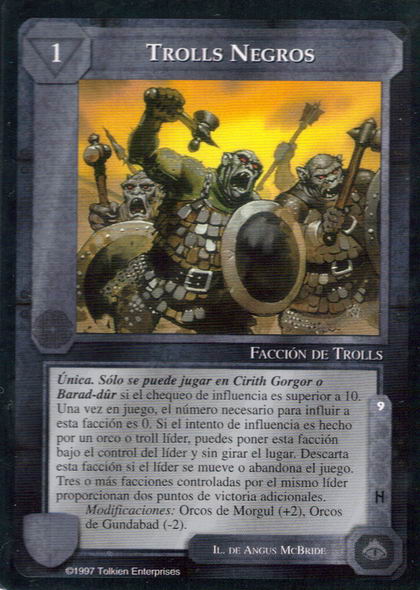 1
TROLLS NEGROS
FACCIÓN DE TROLLS
Única. Sólo se puede jugar en Cirith Gorgor o
Barad-dûr si el chequeo de influencia es superior a 10.
Una vez en juego, el número necesario para influir a
esta facción es 0. Si el intento de influencia es hecho
por un orco o troll líder, puedes poner esta facción
bajo el control del líder y sin girar el lugar. Descarta
esta facción si el líder se mueve o abandona el juego.
Tres o más facciones controladas por el mismo líder
proporcionan dos puntos de victoria adicionales.
Modificaciones: Orcos de Morgul (+2), Orcos
de Gundabad (-2).
9
H
IL. DE ANGUS MCBRIDE
©1997 Tolkien Enterprises